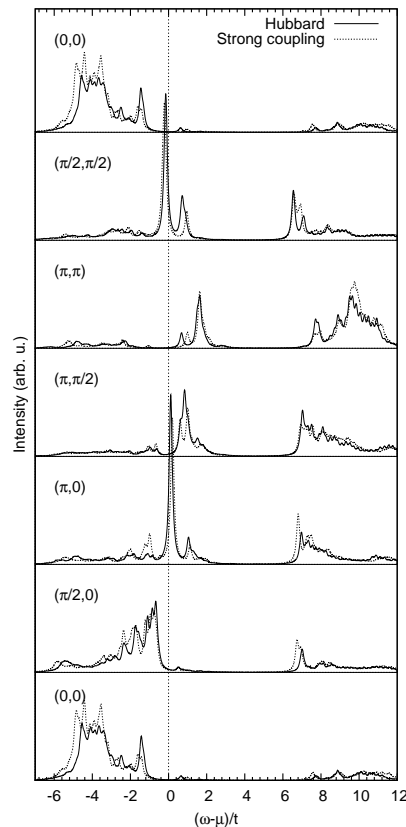 Hubbard
Strong coupling
(0,0)
(π/2,π/2)
(π,π)
(π,π/2)
(π,0)
(π/2,0)
(0,0)
Intensity (arb. u.)
-6 -4 -2 0 2 4 6 8 10 12
(ω-μ)/t